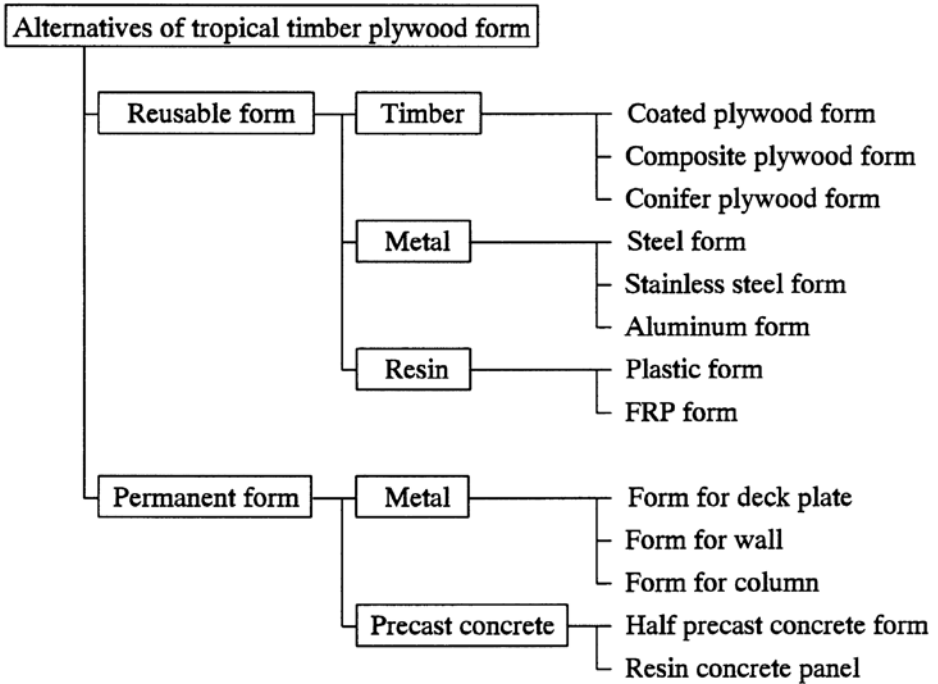 Alternatives of tropical timber plywood form
Reusable form
Timber
Coated plywood form
Composite plywood form
Conifer plywood form
Metal
Steel form
Stainless steel form
Aluminum form
Resin
Plastic form
FRP form
Permanent form
Metal
Form for deck plate
Form for wall
Form for column
Precast concrete
Half precast concrete form
Resin concrete panel